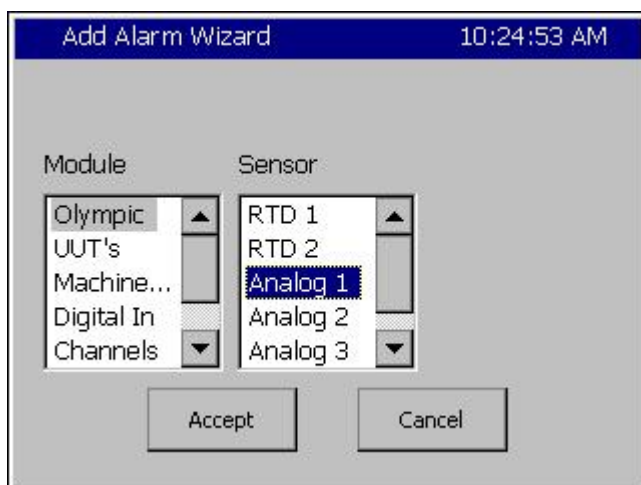 Add Alarm Wizard 10:24:53 AM
Module Sensor
Olympic RTD 1
UUT's RTD 2
Machine... Analog 1
Digital In Analog 2
Channels Analog 3
Accept Cancel